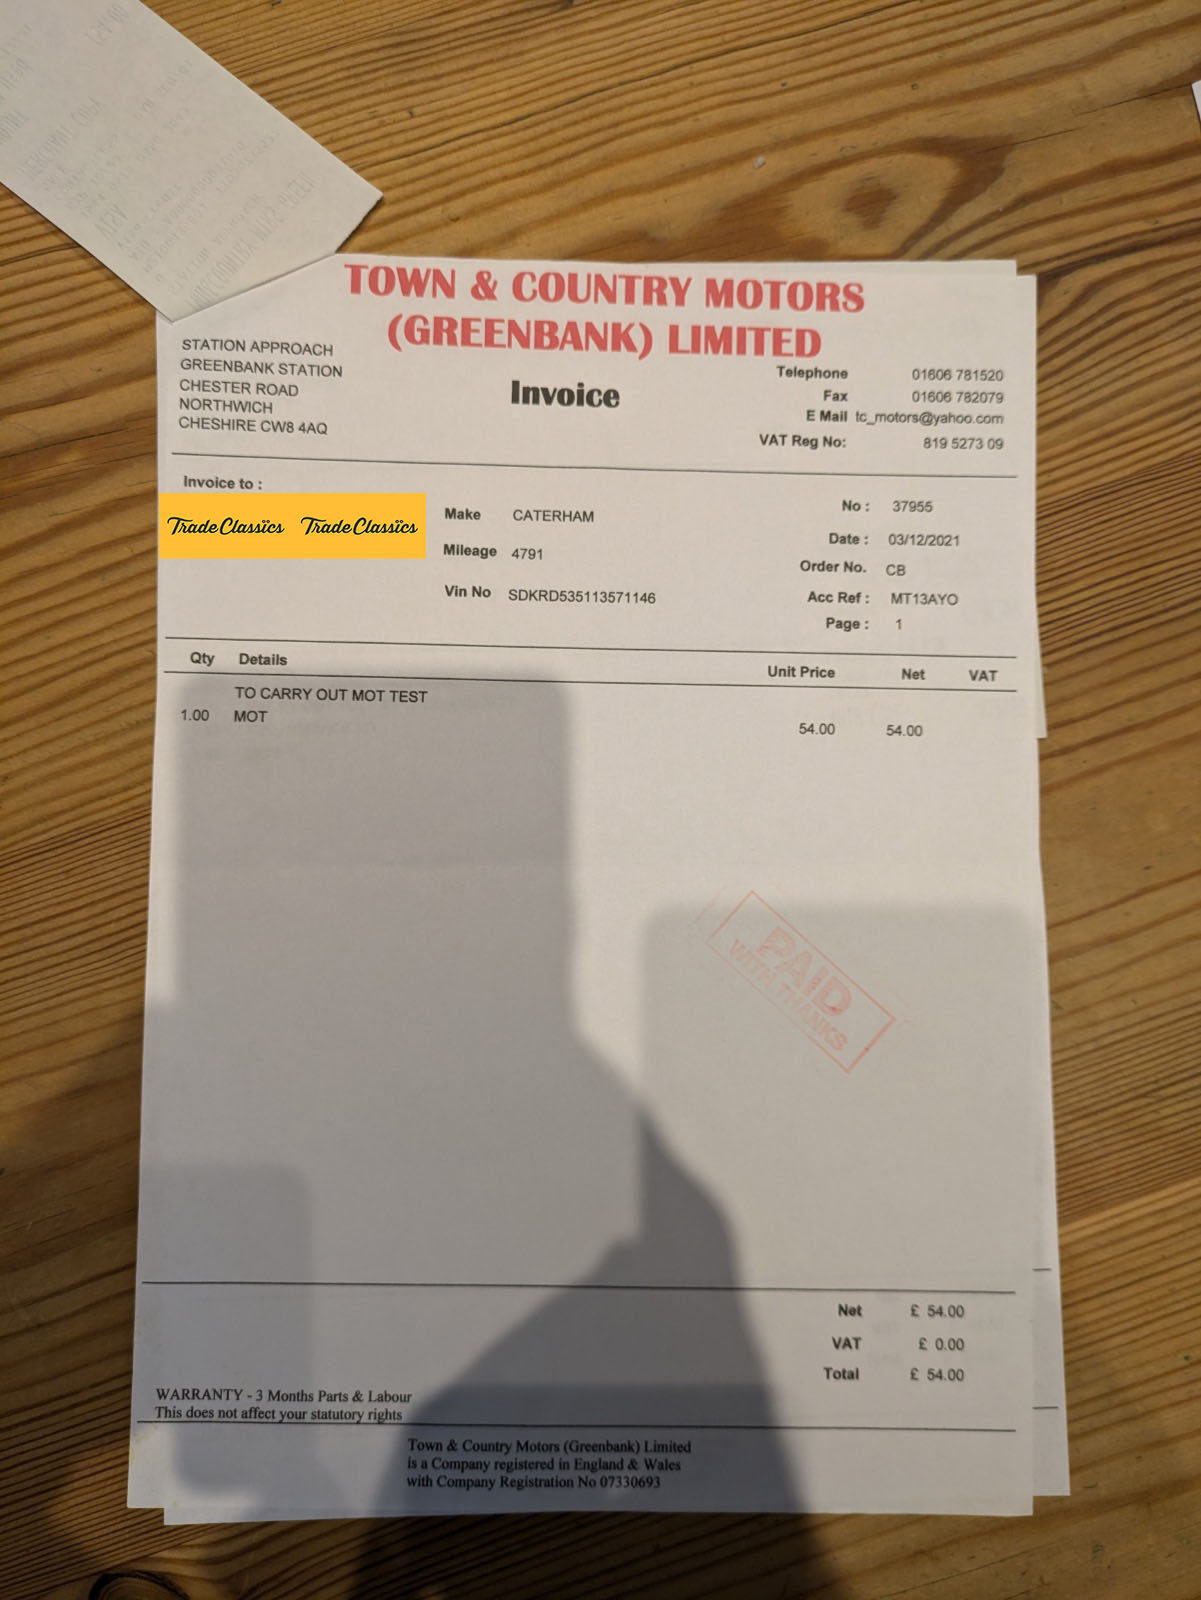 TOWN & COUNTRY MOTORS
(GREENBANK) LIMITED
STATION APPROACH
GREENBANK STATION
CHESTER ROAD
NORTHWICH
CHESHIRE CW8 4AQ
Invoice
Telephone 01606 781520
Fax 01606 782079
E Mail tc_motors@yahoo.com
VAT Reg No: 819 5273 09
Invoice to :
TradeClassics TradeClassics
Make CATERHAM
Mileage 4791
Vin No SDKRD535113571146
No : 37955
Date : 03/12/2021
Order No. CB
Acc Ref : MT13AYO
Page : 1
Qty Details Unit Price Net VAT
TO CARRY OUT MOT TEST
1.00 MOT 54.00 54.00
PAID
WITH THANKS
Net £ 54.00
VAT £ 0.00
Total £ 54.00
WARRANTY - 3 Months Parts & Labour
This does not affect your statutory rights
Town & Country Motors (Greenbank) Limited
is a Company registered in England & Wales
with Company Registration No 07330693